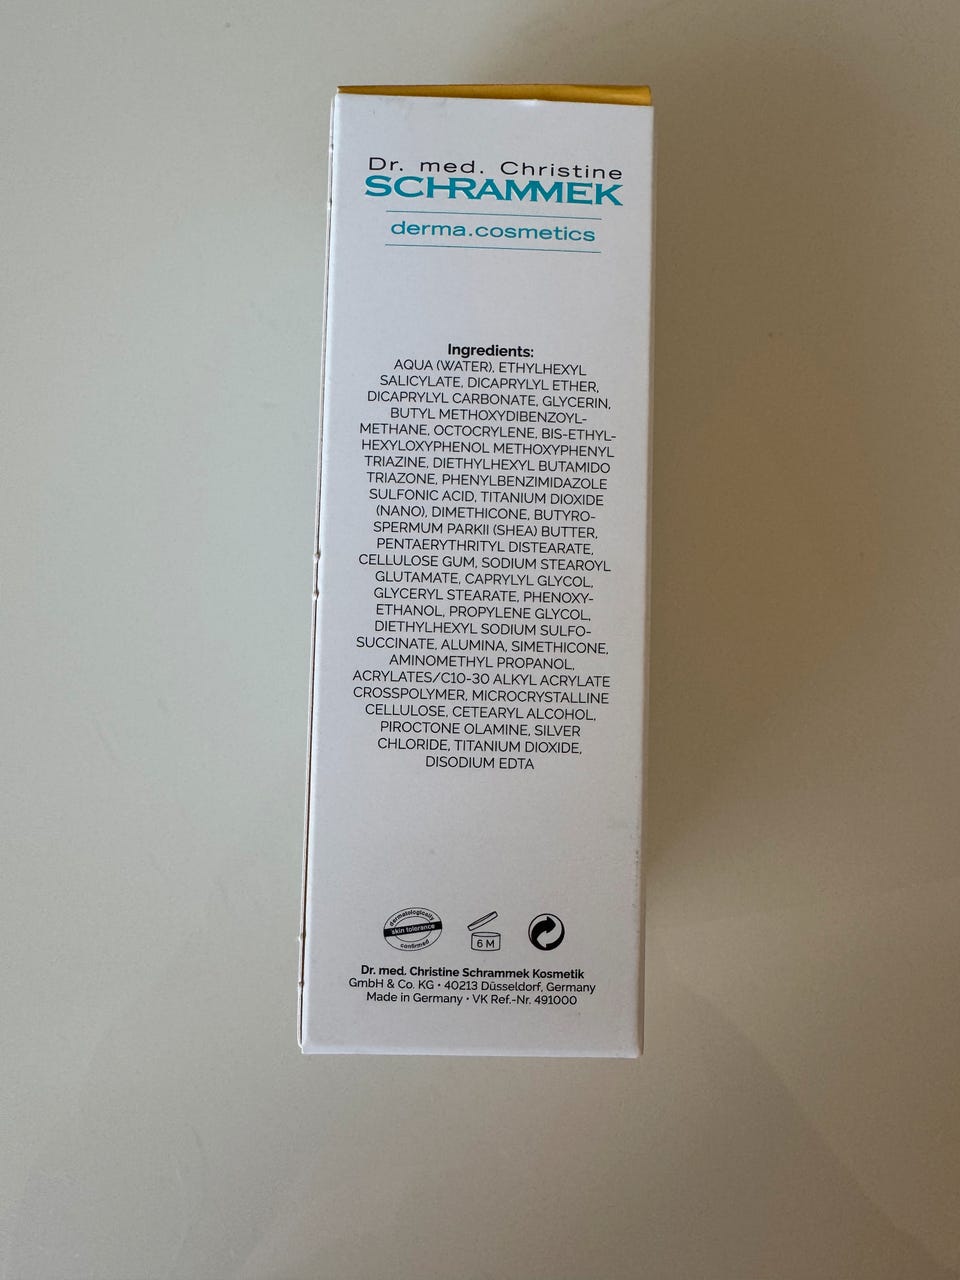 Dr. med. Christine
SCHRAMMEK
derma.cosmetics
Ingredients:
AQUA (WATER), ETHYLHEXYL
SALICYLATE, DICAPRYLYL ETHER,
DICAPRYLYL CARBONATE, GLYCERIN,
BUTYL METHOXYDIBENZOYL-
METHANE, OCTOCRYLENE, BIS-ETHYL-
HEXYLOXYPHENOL METHOXYPHENYL
TRIAZINE, DIETHYLHEXYL BUTAMIDO
TRIAZONE, PHENYLBENZIMIDAZOLE
SULFONIC ACID, TITANIUM DIOXIDE
(NANO), DIMETHICONE, BUTYRO-
SPERMUM PARKII (SHEA) BUTTER,
PENTAERYTHRITYL DISTEARATE,
CELLULOSE GUM, SODIUM STEAROYL
GLUTAMATE, CAPRYLYL GLYCOL,
GLYCERYL STEARATE, PHENOXY-
ETHANOL, PROPYLENE GLYCOL,
DIETHYLHEXYL SODIUM SULFO-
SUCCINATE, ALUMINA, SIMETHICONE,
AMINOMETHYL PROPANOL,
ACRYLATES/C10-30 ALKYL ACRYLATE
CROSSPOLYMER, MICROCRYSTALLINE
CELLULOSE, CETEARYL ALCOHOL,
PIROCTONE OLAMINE, SILVER
CHLORIDE, TITANIUM DIOXIDE,
DISODIUM EDTA
dermatologically
skin tolerance
confirmed
6 M
Dr. med. Christine Schrammek Kosmetik
GmbH & Co. KG • 40213 Düsseldorf, Germany
Made in Germany • VK Ref.-Nr. 491000